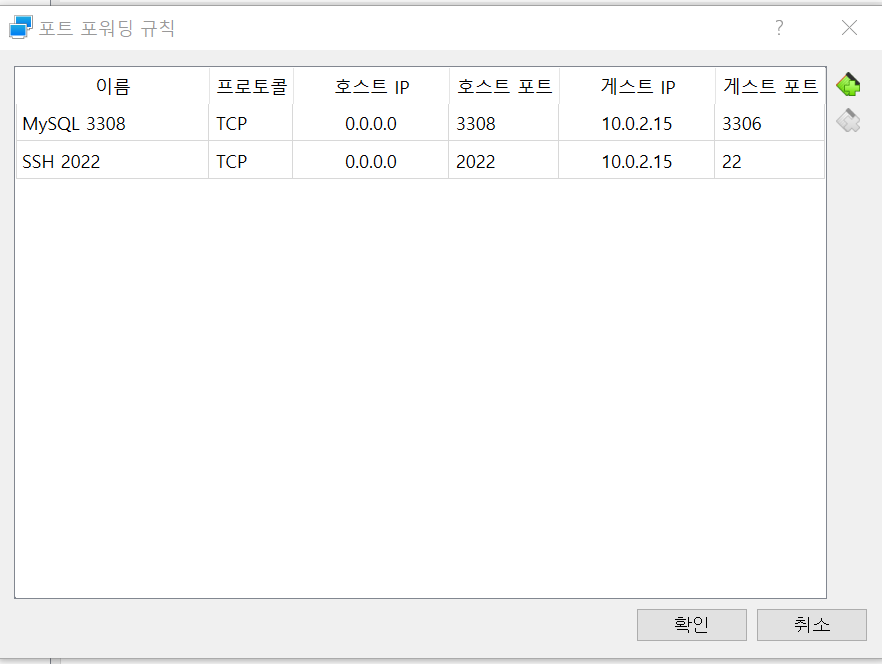 포트 포워딩 규칙 ?
이름 프로토콜 호스트 IP 호스트 포트 게스트 IP 게스트 포트
MySQL 3308 TCP 0.0.0.0 3308 10.0.2.15 3306
SSH 2022 TCP 0.0.0.0 2022 10.0.2.15 22
확인 취소